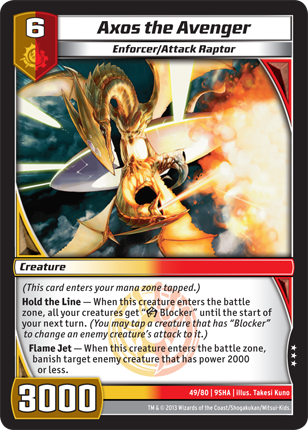 6
Axos the Avenger
Enforcer/Attack Raptor
Creature
(This card enters your mana zone tapped.)
Hold the Line — When this creature enters the battle
zone, all your creatures get "Blocker" until the start of
your next turn. (You may tap a creature that has "Blocker"
to change an enemy creature's attack to it.)
Flame Jet — When this creature enters the battle zone,
banish target enemy creature that has power 2000
or less.
3000
49/80 | 9SHA | Illus. Takesi Kuno
TM & © 2013 Wizards of the Coast/Shogakukan/Mitsui-Kids.